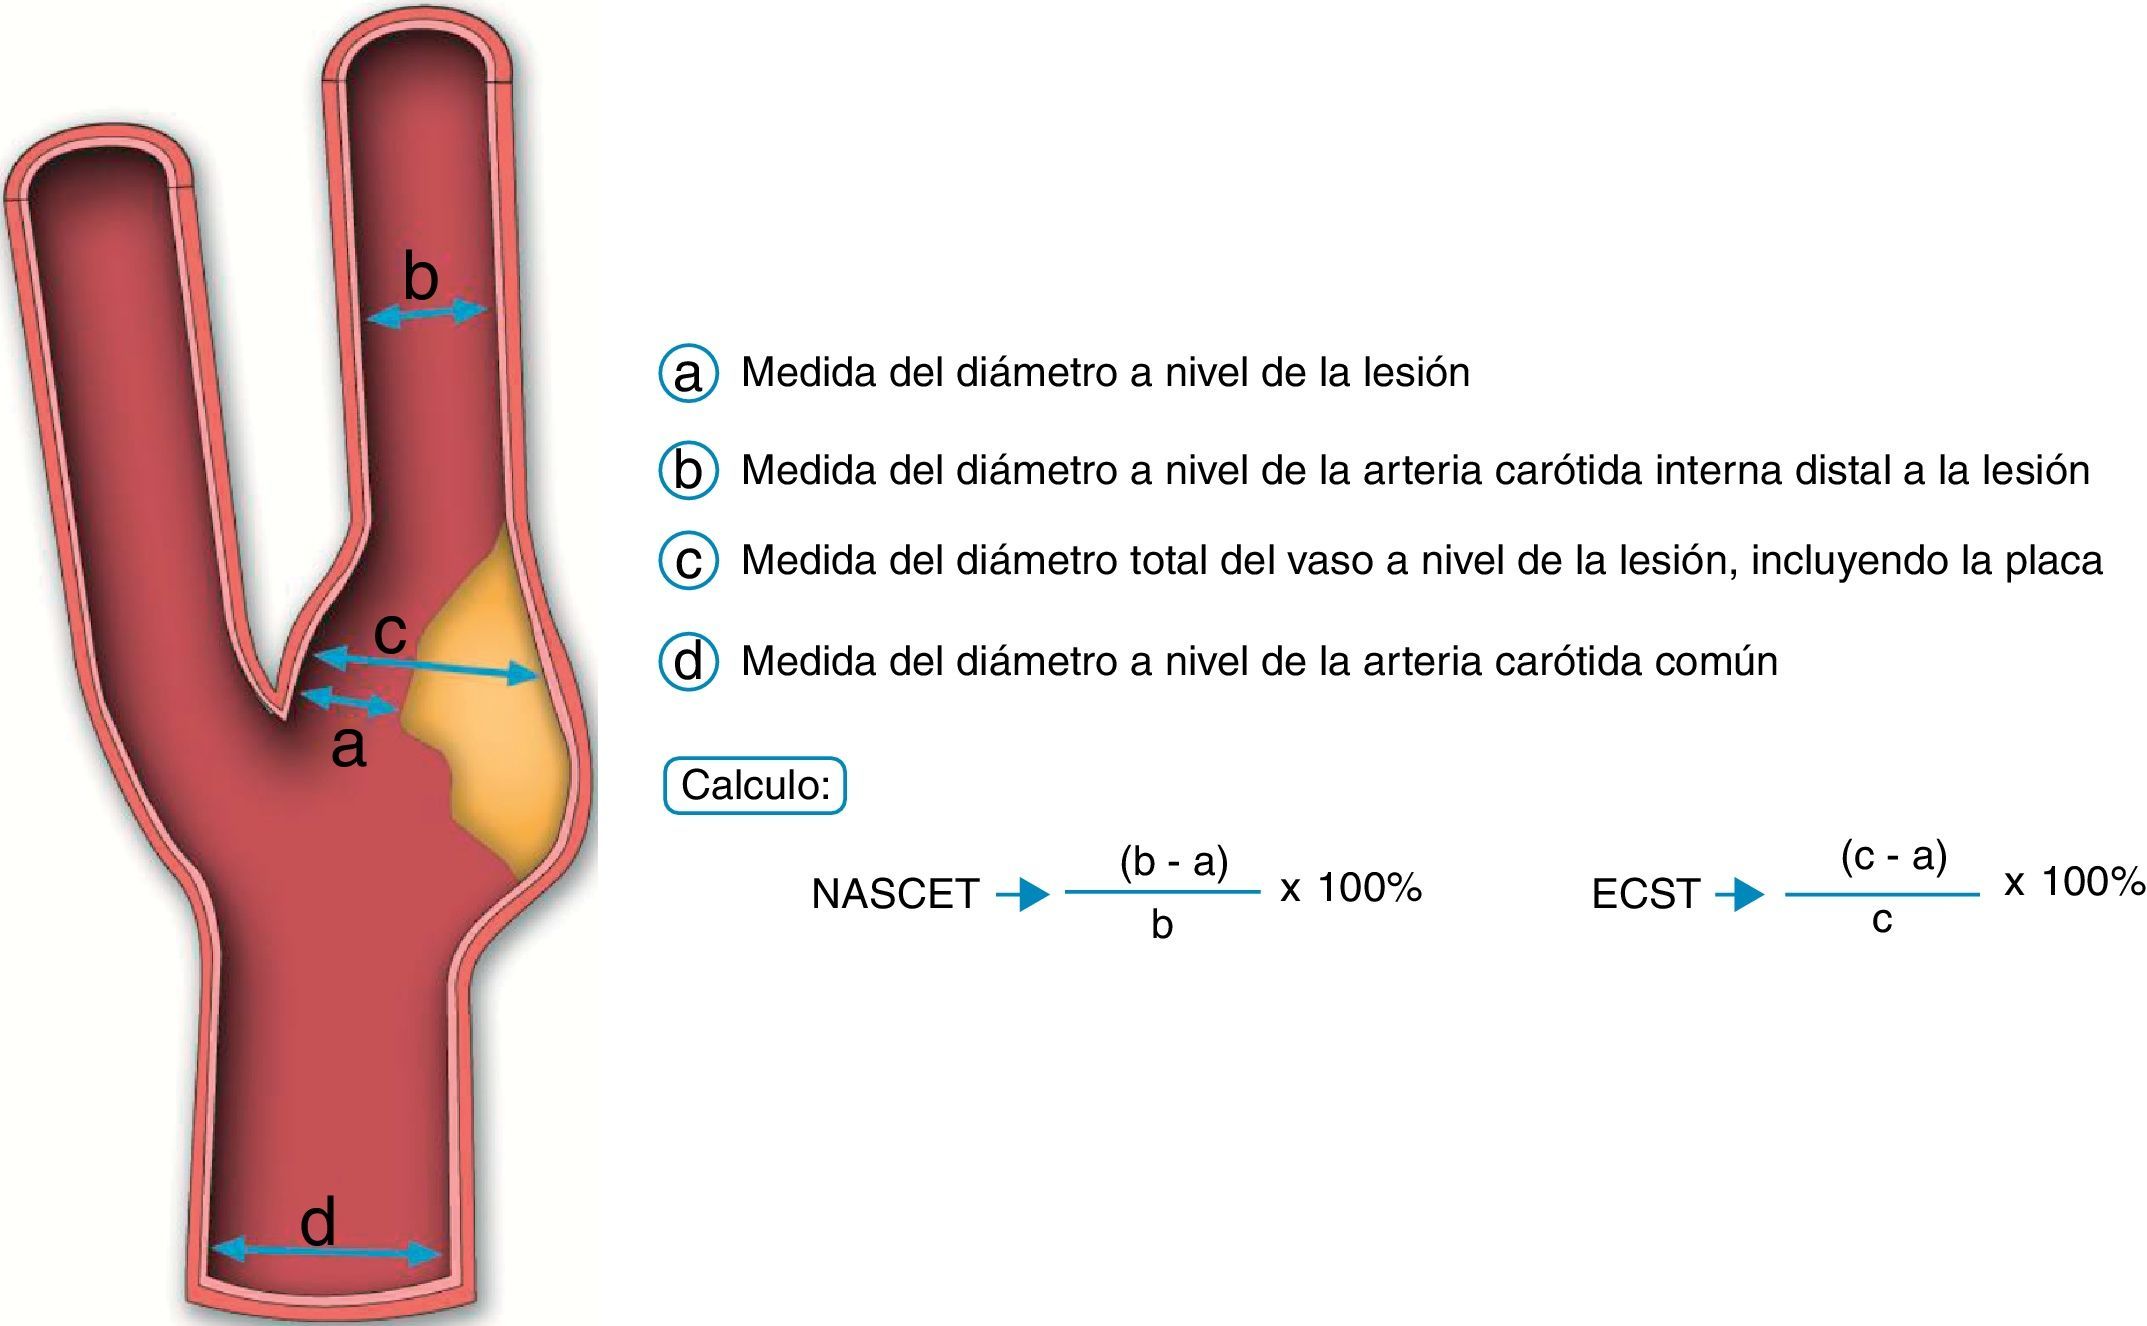 b
c
a
d
a Medida del diámetro a nivel de la lesión
b Medida del diámetro a nivel de la arteria carótida interna distal a la lesión
c Medida del diámetro total del vaso a nivel de la lesión, incluyendo la placa
d Medida del diámetro a nivel de la arteria carótida común
Calculo:
NASCET (b - a) / b x 100%
ECST (c - a) / c x 100%